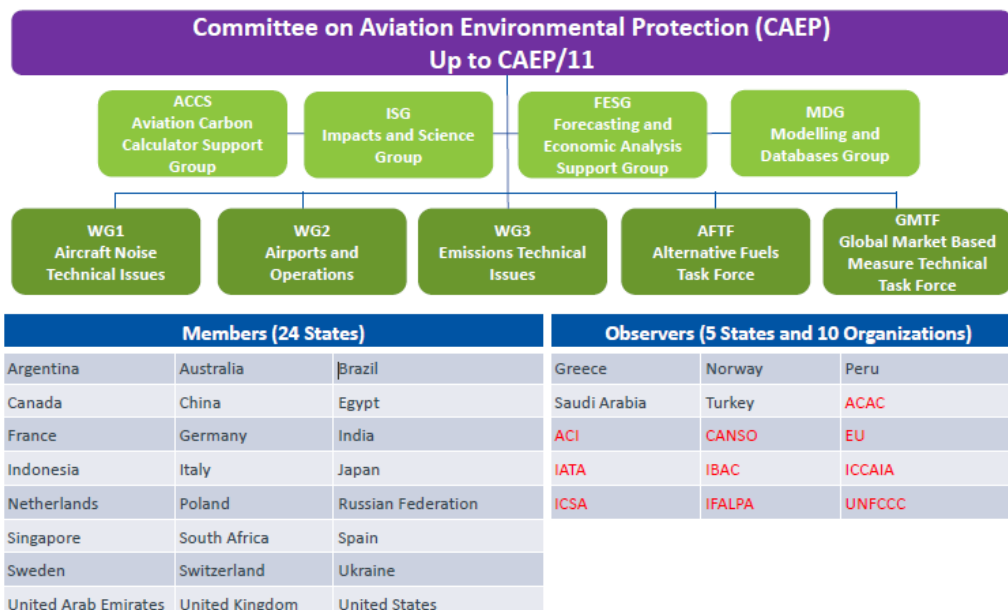 Committee on Aviation Environmental Protection (CAEP)
Up to CAEP/11
ACCS
Aviation Carbon
Calculator Support
Group
ISG
Impacts and Science
Group
FESG
Forecasting and
Economic Analysis
Support Group
MDG
Modelling and
Databases Group
WG1
Aircraft Noise
Technical Issues
WG2
Airports and
Operations
WG3
Emissions Technical
Issues
AFTF
Alternative Fuels
Task Force
GMTF
Global Market Based
Measure Technical
Task Force
Members (24 States)
Argentina Australia Brazil
Canada China Egypt
France Germany India
Indonesia Italy Japan
Netherlands Poland Russian Federation
Singapore South Africa Spain
Sweden Switzerland Ukraine
United Arab Emirates United Kingdom United States
Observers (5 States and 10 Organizations)
Greece Norway Peru
Saudi Arabia Turkey ACAC
ACI CANSO EU
IATA IBAC ICCAIA
ICSA IFALPA UNFCCC